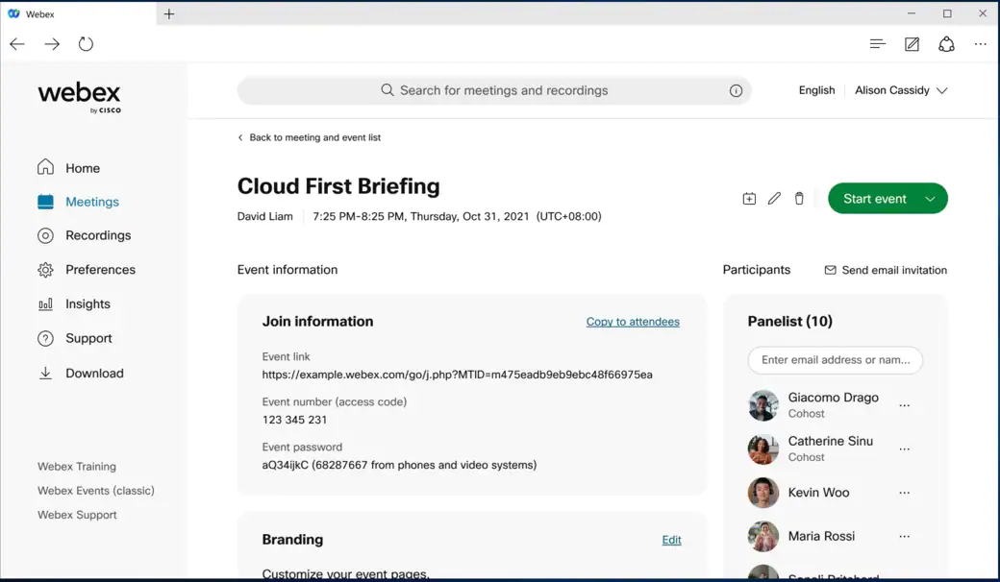 Webex
webex
by CISCO
Search for meetings and recordings
English
Alison Cassidy
Home
Meetings
Recordings
Preferences
Insights
Support
Download
Webex Training
Webex Events (classic)
Webex Support
Back to meeting and event list
Cloud First Briefing
David Liam
7:25 PM-8:25 PM, Thursday, Oct 31, 2021 (UTC+08:00)
Start event
Event information
Join information
Copy to attendees
Event link
https://example.webex.com/go/j.php?MTID=m475eadb9eb9ebc48f66975ea
Event number (access code)
123 345 231
Event password
aQ34ijkC (68287667 from phones and video systems)
Branding
Edit
Customize your event pages.
Participants
Send email invitation
Panelist (10)
Enter email address or nam...
Giacomo Drago
Cohost
Catherine Sinu
Cohost
Kevin Woo
Maria Rossi